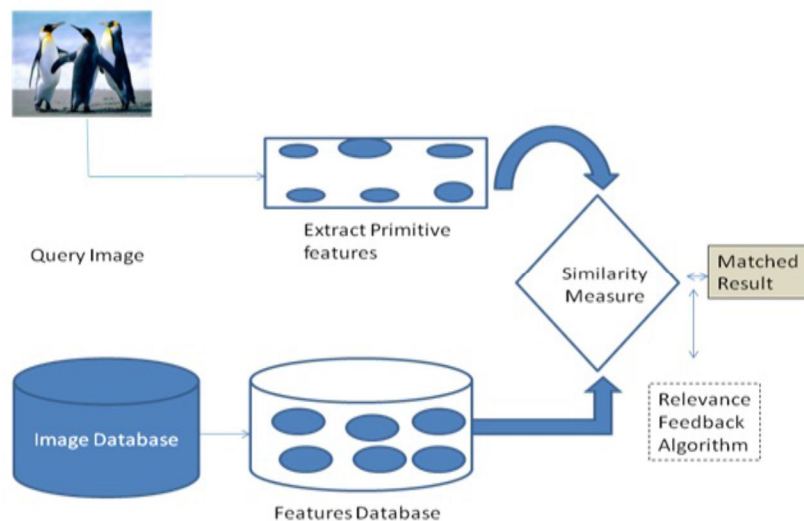 Query Image
Extract Primitive
features
Similarity
Measure
Matched
Result
Image Database
Features Database
Relevance
Feedback
Algorithm